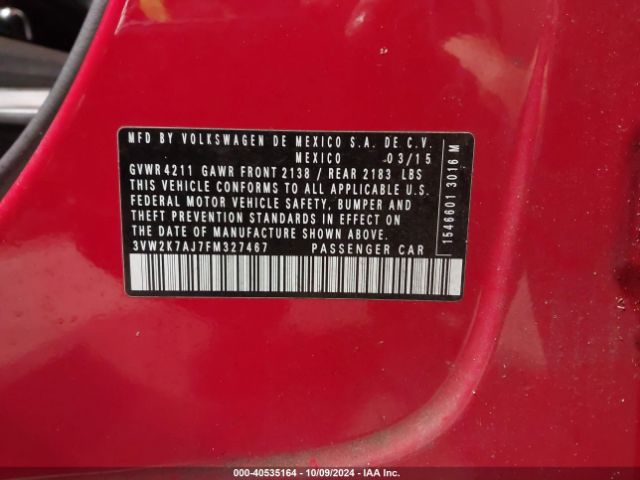 MFD BY VOLKSWAGEN DE MEXICO S.A. DE C.V.
MEXICO 03/15
GVWR 4211 GAWR FRONT 2138 / REAR 2183 LBS
THIS VEHICLE CONFORMS TO ALL APPLICABLE U.S.
FEDERAL MOTOR VEHICLE SAFETY, BUMPER AND
THEFT PREVENTION STANDARDS IN EFFECT ON THE
DATE OF MANUFACTURE SHOWN ABOVE.
3VW2K7AJ7FM327467 PASSENGER CAR
1546601 3016 M
000-40535164 - 10/09/2024 - IAAI.com